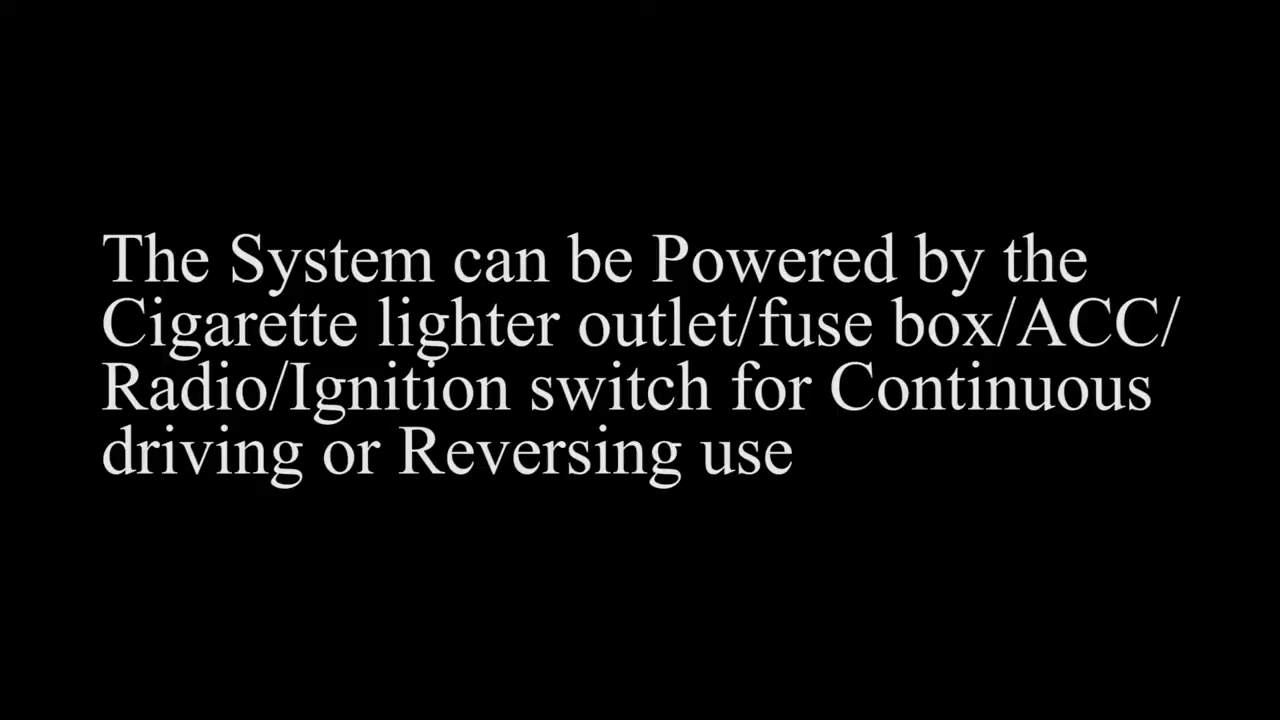 The System can be Powered by the
Cigarette lighter outlet/fuse box/ACC/
Radio/Ignition switch for Continuous
driving or Reversing use